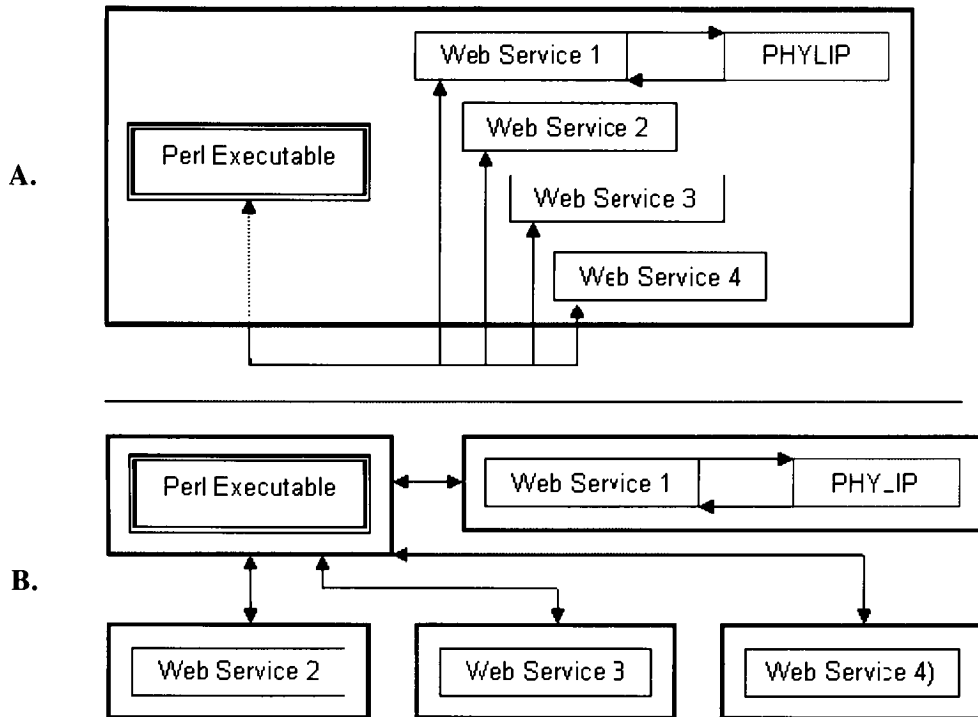 A.
Web Service 1
PHYLIP
Web Service 2
Perl Executable
Web Service 3
Web Service 4
B.
Perl Executable
Web Service 1
PHY_IP
Web Service 2
Web Service 3
Web Service 4)